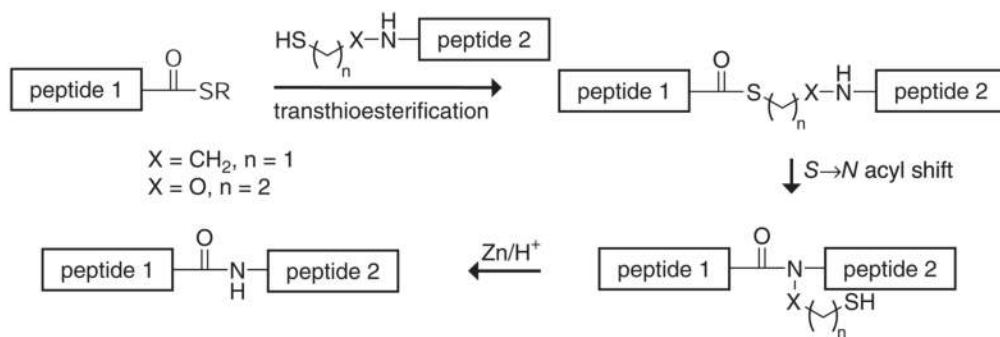 peptide 1
O
SR
HS
n
X
H
N
peptide 2
transthioesterification
peptide 1
O
S
n
X
H
N
peptide 2
X = CH₂, n = 1
X = O, n = 2
S→N acyl shift
peptide 1
O
N
H
peptide 2
Zn/H⁺
peptide 1
O
N
peptide 2
X
SH
n